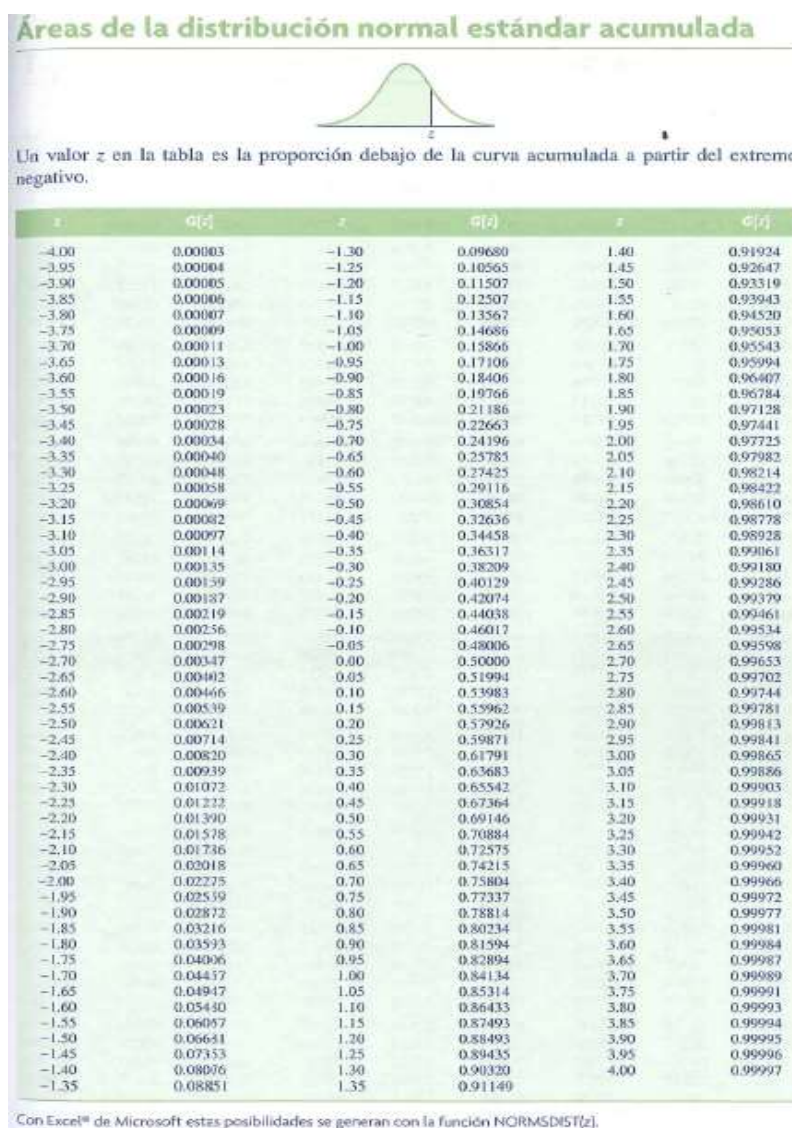 Áreas de la distribución normal estándar acumulada
z
Un valor z en la tabla es la proporción debajo de la curva acumulada a partir del extremo
negativo.
z G(z) z G(z) z G(z)
−4.00 0.00003 −1.30 0.09680 1.40 0.91924
−3.95 0.00004 −1.25 0.10565 1.45 0.92647
−3.90 0.00005 −1.20 0.11507 1.50 0.93319
−3.85 0.00006 −1.15 0.12507 1.55 0.93943
−3.80 0.00007 −1.10 0.13567 1.60 0.94520
−3.75 0.00009 −1.05 0.14686 1.65 0.95053
−3.70 0.00011 −1.00 0.15866 1.70 0.95543
−3.65 0.00013 −0.95 0.17106 1.75 0.95994
−3.60 0.00016 −0.90 0.18406 1.80 0.96407
−3.55 0.00019 −0.85 0.19766 1.85 0.96784
−3.50 0.00023 −0.80 0.21186 1.90 0.97128
−3.45 0.00028 −0.75 0.22663 1.95 0.97441
−3.40 0.00034 −0.70 0.24196 2.00 0.97725
−3.35 0.00040 −0.65 0.25785 2.05 0.97982
−3.30 0.00048 −0.60 0.27425 2.10 0.98214
−3.25 0.00058 −0.55 0.29116 2.15 0.98422
−3.20 0.00069 −0.50 0.30854 2.20 0.98610
−3.15 0.00082 −0.45 0.32636 2.25 0.98778
−3.10 0.00097 −0.40 0.34458 2.30 0.98928
−3.05 0.00114 −0.35 0.36317 2.35 0.99061
−3.00 0.00135 −0.30 0.38209 2.40 0.99180
−2.95 0.00159 −0.25 0.40129 2.45 0.99286
−2.90 0.00187 −0.20 0.42074 2.50 0.99379
−2.85 0.00219 −0.15 0.44038 2.55 0.99461
−2.80 0.00256 −0.10 0.46017 2.60 0.99534
−2.75 0.00298 −0.05 0.48006 2.65 0.99598
−2.70 0.00347 0.00 0.50000 2.70 0.99653
−2.65 0.00402 0.05 0.51994 2.75 0.99702
−2.60 0.00466 0.10 0.53983 2.80 0.99744
−2.55 0.00539 0.15 0.55962 2.85 0.99781
−2.50 0.00621 0.20 0.57926 2.90 0.99813
−2.45 0.00714 0.25 0.59871 2.95 0.99841
−2.40 0.00820 0.30 0.61791 3.00 0.99865
−2.35 0.00939 0.35 0.63683 3.05 0.99886
−2.30 0.01072 0.40 0.65542 3.10 0.99903
−2.25 0.01222 0.45 0.67364 3.15 0.99918
−2.20 0.01390 0.50 0.69146 3.20 0.99931
−2.15 0.01578 0.55 0.70884 3.25 0.99942
−2.10 0.01786 0.60 0.72575 3.30 0.99952
−2.05 0.02018 0.65 0.74215 3.35 0.99960
−2.00 0.02275 0.70 0.75804 3.40 0.99966
−1.95 0.02559 0.75 0.77337 3.45 0.99972
−1.90 0.02872 0.80 0.78814 3.50 0.99977
−1.85 0.03216 0.85 0.80234 3.55 0.99981
−1.80 0.03593 0.90 0.81594 3.60 0.99984
−1.75 0.04006 0.95 0.82894 3.65 0.99987
−1.70 0.04457 1.00 0.84134 3.70 0.99989
−1.65 0.04947 1.05 0.85314 3.75 0.99991
−1.60 0.05480 1.10 0.86433 3.80 0.99993
−1.55 0.06057 1.15 0.87493 3.85 0.99994
−1.50 0.06681 1.20 0.88493 3.90 0.99995
−1.45 0.07353 1.25 0.89435 3.95 0.99996
−1.40 0.08076 1.30 0.90320 4.00 0.99997
−1.35 0.08851 1.35 0.91149
Con Excel® de Microsoft estas posibilidades se generan con la función NORMSDIST(z).